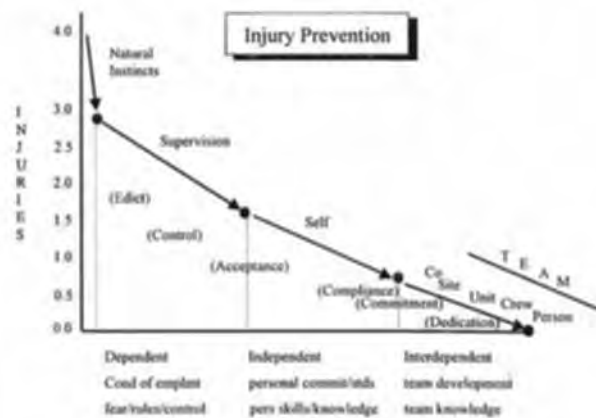 Injury Prevention
INJURIES
4.0
3.0
2.5
2.0
1.5
1.0
0.5
0.0
Natural
Instincts
Supervision
(Edict)
(Control)
Self
(Acceptance)
(Compliance)
(Commitment)
(Dedication)
Co
Site
Unit
Crew
Person
TEAM
Dependent
Cond of emplmt
fear/rules/control
Independent
personal commit/stds
pers skills/knowledge
Interdependent
team development
team knowledge